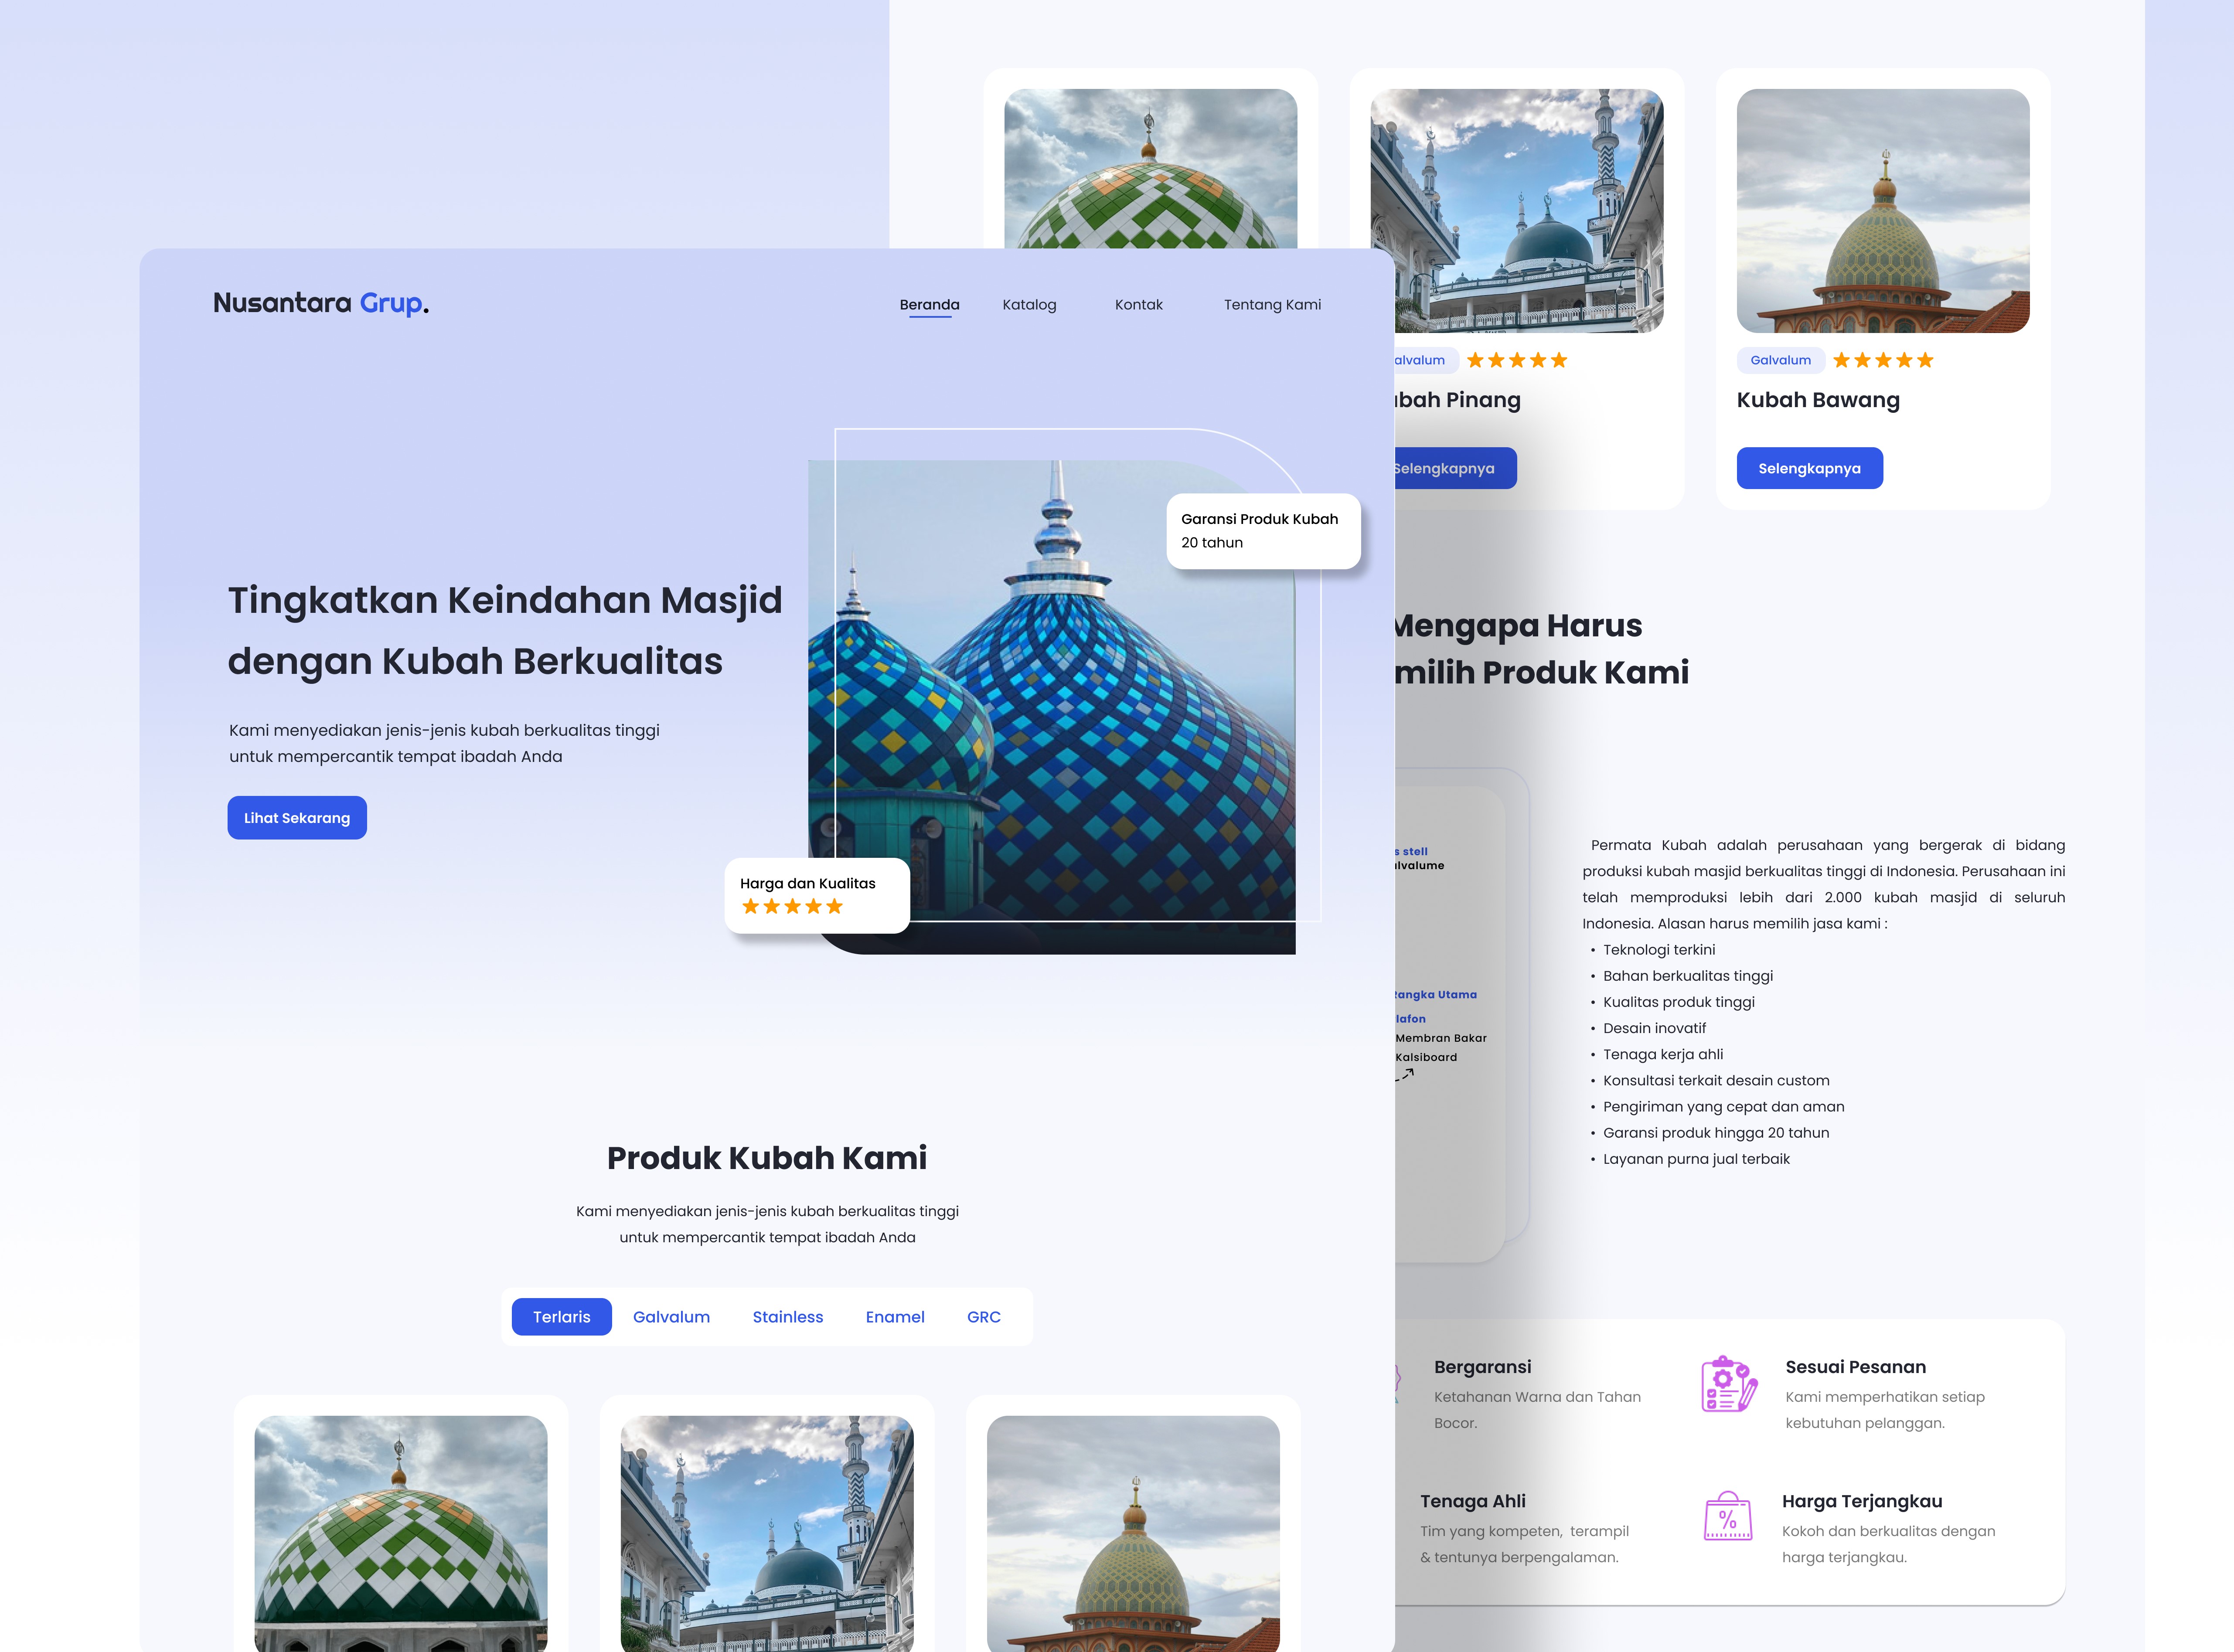 Nusantara Grup.
Beranda
Katalog
Kontak
Tentang Kami
Tingkatkan Keindahan Masjid
dengan Kubah Berkualitas
Kami menyediakan jenis-jenis kubah berkualitas tinggi
untuk mempercantik tempat ibadah Anda
Lihat Sekarang
Garansi Produk Kubah
20 tahun
Harga dan Kualitas
Produk Kubah Kami
Kami menyediakan jenis-jenis kubah berkualitas tinggi
untuk mempercantik tempat ibadah Anda
Terlaris
Galvalum
Stainless
Enamel
GRC
Pinang
Selengkapnya
Galvalum
Kubah Bawang
Selengkapnya
Mengapa Harus
Produk Kami
stell
Utama
Membran Bakar
Kalsiboard
Permata Kubah adalah perusahaan yang bergerak di bidang
produksi kubah masjid berkualitas tinggi di Indonesia. Perusahaan ini
telah memproduksi lebih dari 2.000 kubah masjid di seluruh
Indonesia. Alasan harus memilih jasa kami :
• Teknologi terkini
• Bahan berkualitas tinggi
• Kualitas produk tinggi
• Desain inovatif
• Tenaga kerja ahli
• Konsultasi terkait desain custom
• Pengiriman yang cepat dan aman
• Garansi produk hingga 20 tahun
• Layanan purna jual terbaik
Bergaransi
Ketahanan Warna dan Tahan
Bocor.
Sesuai Pesanan
Kami memperhatikan setiap
kebutuhan pelanggan.
Tenaga Ahli
Tim yang kompeten, terampil
& tentunya berpengalaman.
%
Harga Terjangkau
Kokoh dan berkualitas dengan
harga terjangkau.